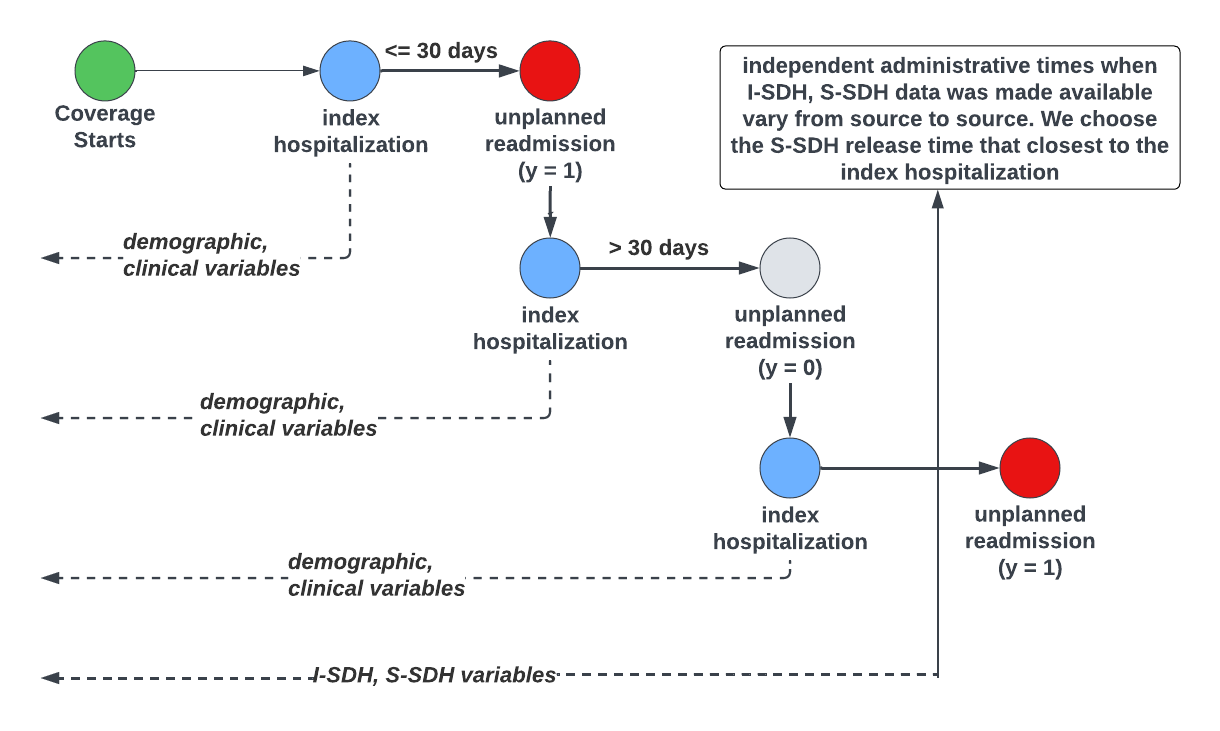 <= 30 days
Coverage
Starts
index
hospitalization
unplanned
readmission
(y = 1)
independent administrative times when
I-SDH, S-SDH data was made available
vary from source to source. We choose
the S-SDH release time that closest to the
index hospitalization
demographic,
clinical variables
> 30 days
index
hospitalization
unplanned
readmission
(y = 0)
demographic,
clinical variables
index
hospitalization
unplanned
readmission
(y = 1)
demographic,
clinical variables
I-SDH, S-SDH variables